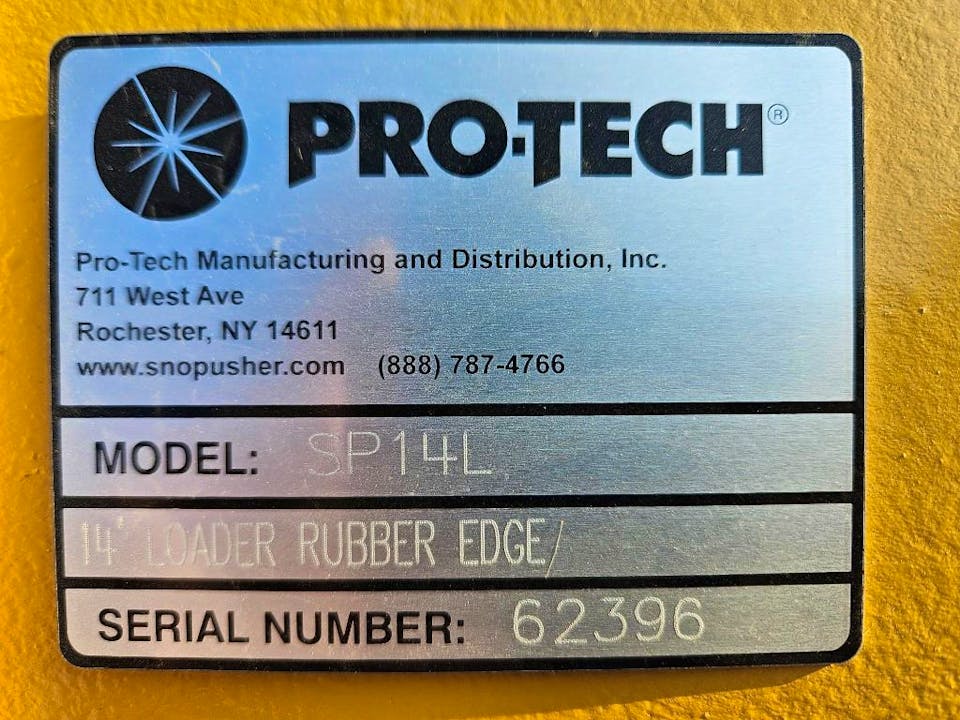 PRO-TECH®
Pro-Tech Manufacturing and Distribution, Inc.
711 West Ave
Rochester, NY 14611
www.snopusher.com (888) 787-4766
MODEL: SP14L
14' LOADER RUBBER EDGE/
SERIAL NUMBER: 62396